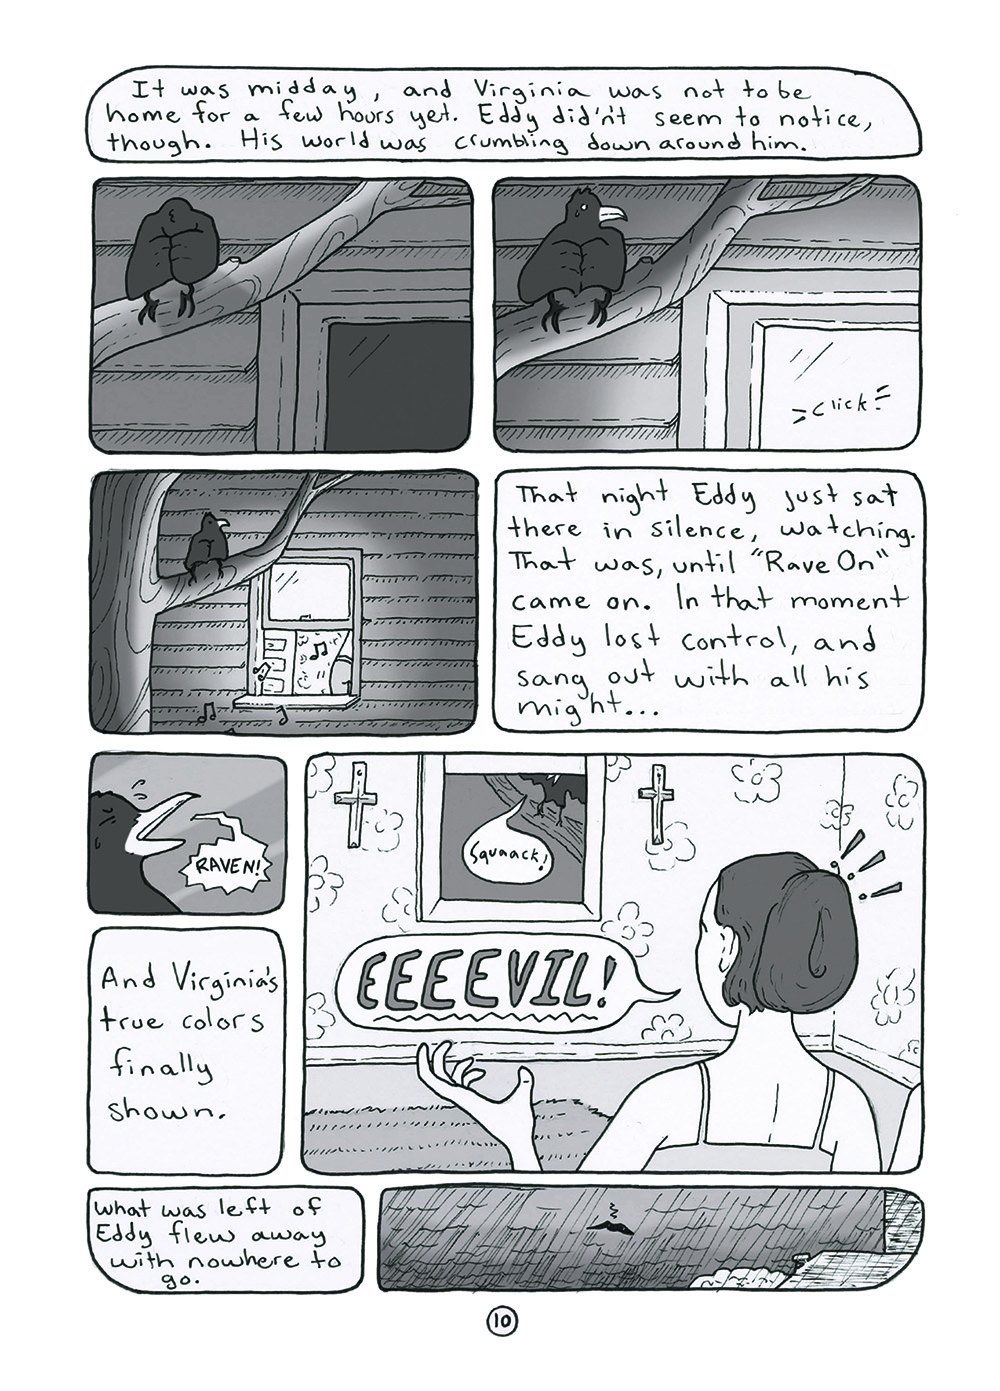 It was midday, and Virginia was not to be
home for a few hours yet. Eddy did'nt seem to notice,
though. His world was crumbling down around him.
Click!
That night Eddy just sat
there in silence, watching.
That was, until "Rave On"
came on. In that moment
Eddy lost control, and
sang out with all his
might...
RAVEN!
Squaack!
EEEEVIL!
And Virginia's
true colors
finally
shown.
What was left of
Eddy flew away
with nowhere to
go.
10